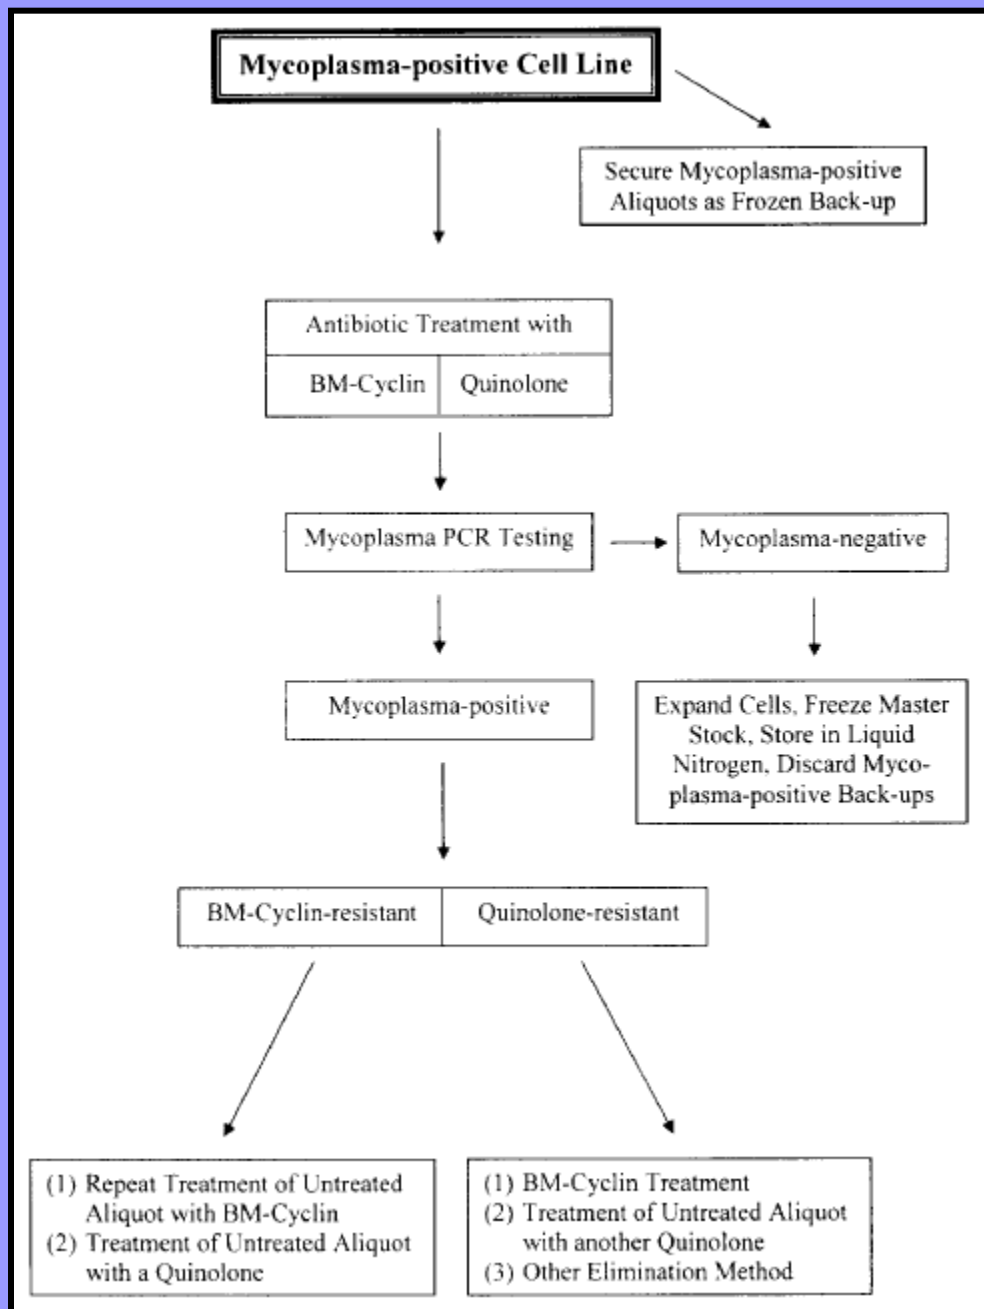 Mycoplasma-positive Cell Line
Secure Mycoplasma-positive
Aliquots as Frozen Back-up
Antibiotic Treatment with
BM-Cyclin
Quinolone
Mycoplasma PCR Testing
Mycoplasma-negative
Mycoplasma-positive
Expand Cells, Freeze Master
Stock, Store in Liquid
Nitrogen, Discard Myco-
plasma-positive Back-ups
BM-Cyclin-resistant
Quinolone-resistant
(1) Repeat Treatment of Untreated
Aliquot with BM-Cyclin
(2) Treatment of Untreated Aliquot
with a Quinolone
(1) BM-Cyclin Treatment
(2) Treatment of Untreated Aliquot
with another Quinolone
(3) Other Elimination Method